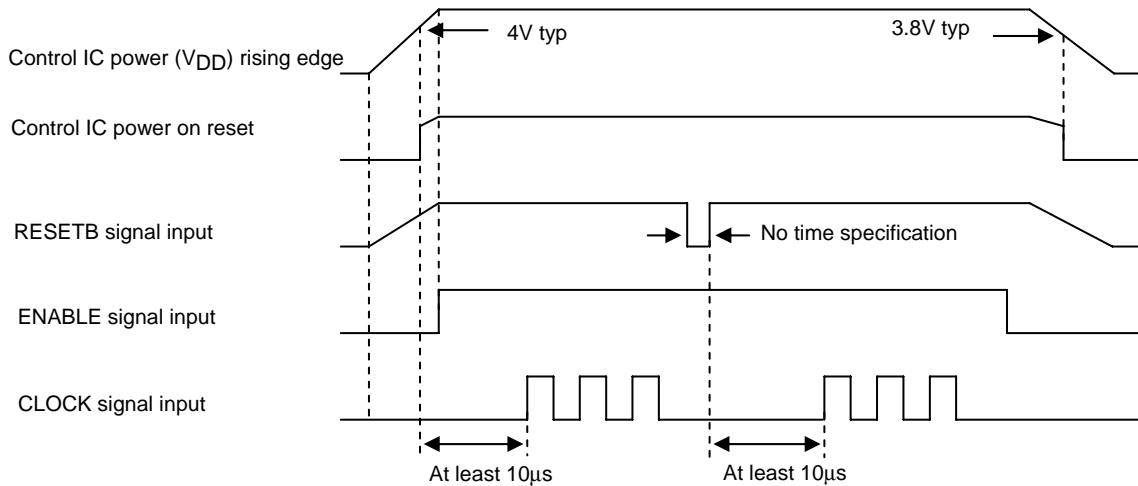 4V typ
3.8V typ
Control IC power (VDD) rising edge
Control IC power on reset
RESETB signal input
No time specification
ENABLE signal input
CLOCK signal input
At least 10μs
At least 10μs